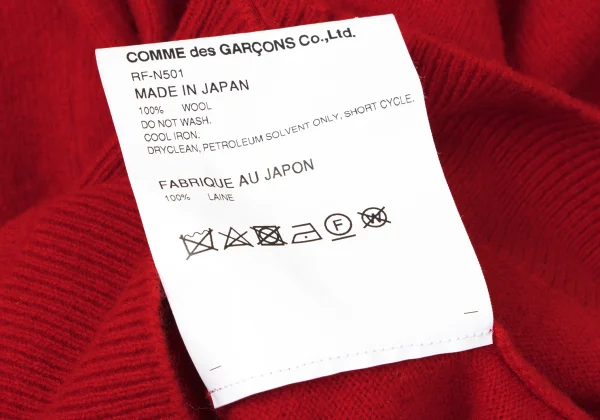 COMME des GARÇONS Co.,Ltd.
RF-N501
MADE IN JAPAN
100% WOOL
DO NOT WASH.
COOL IRON.
DRYCLEAN, PETROLEUM SOLVENT ONLY, SHORT CYCLE.
FABRIQUE AU JAPON
100% LAINE
F W